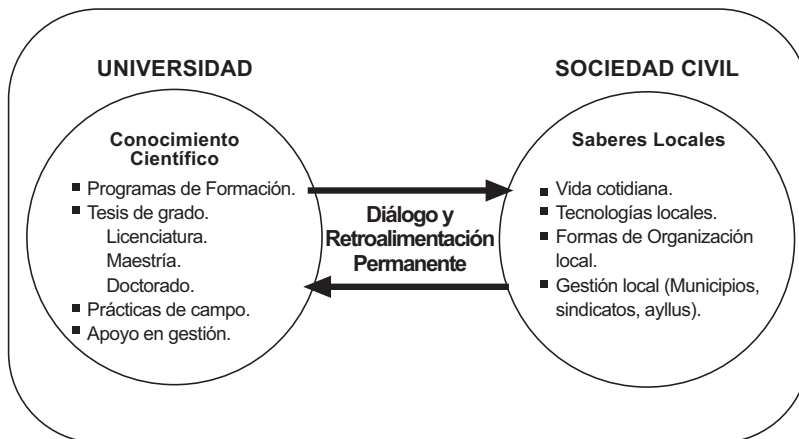 UNIVERSIDAD
Conocimiento
Científico
Programas de Formación.
Tesis de grado.
Licenciatura.
Maestría.
Doctorado.
Prácticas de campo.
Apoyo en gestión.
Diálogo y
Retroalimentación
Permanente
SOCIEDAD CIVIL
Saberes Locales
Vida cotidiana.
Tecnologías locales.
Formas de Organización
local.
Gestión local (Municipios,
sindicatos, ayllus).